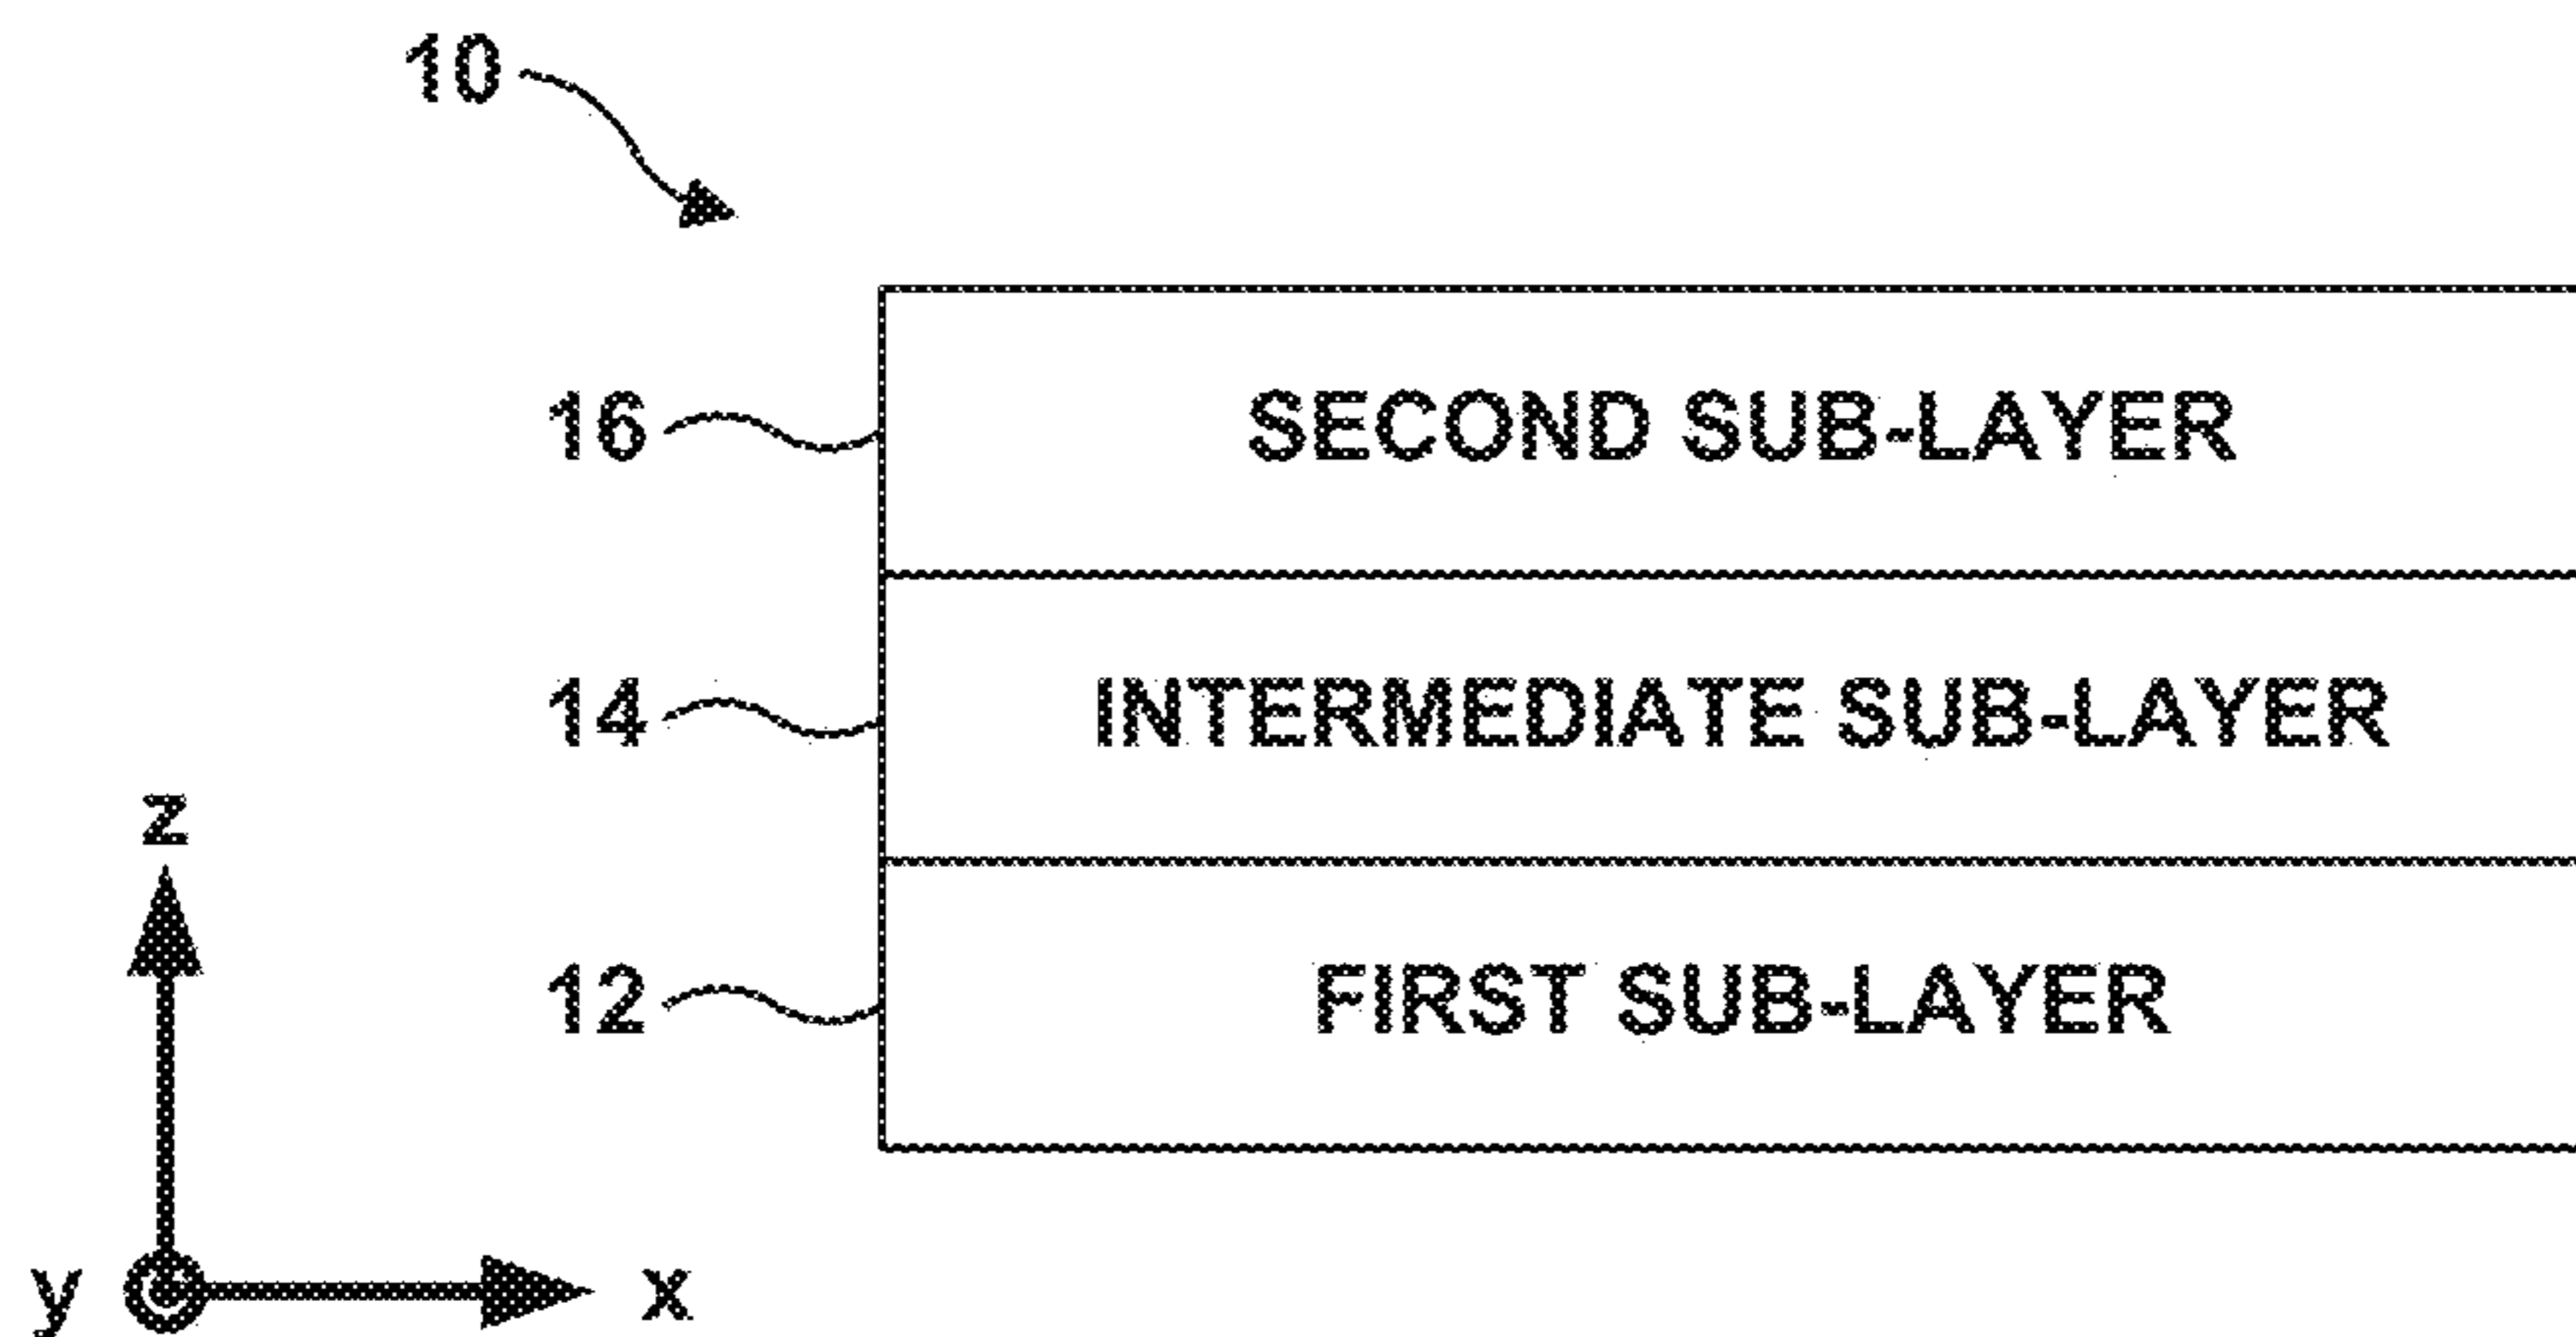 10
16 SECOND SUB-LAYER
14 INTERMEDIATE SUB-LAYER
z
12 FIRST SUB-LAYER
y x